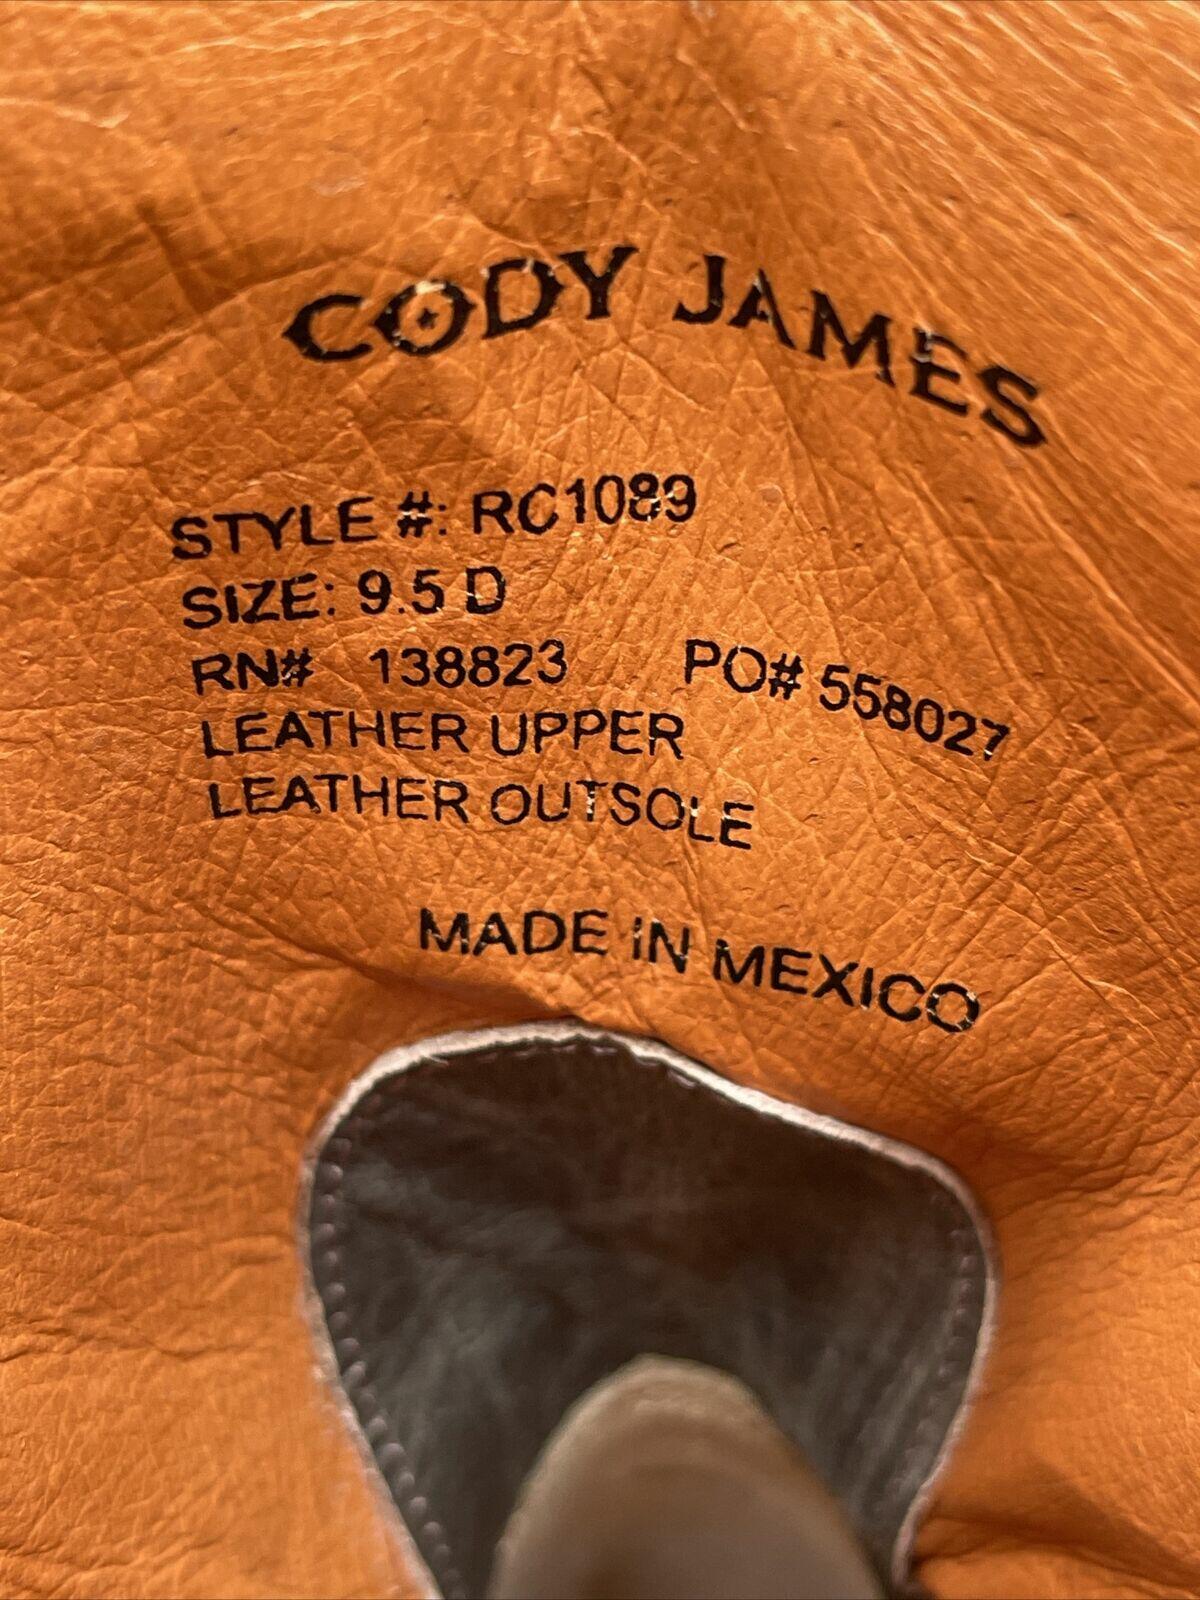 CODY JAMES
STYLE #: RC1089
SIZE: 9.5 D
RN# 138823 PO# 558027
LEATHER UPPER
LEATHER OUTSOLE
MADE IN MEXICO